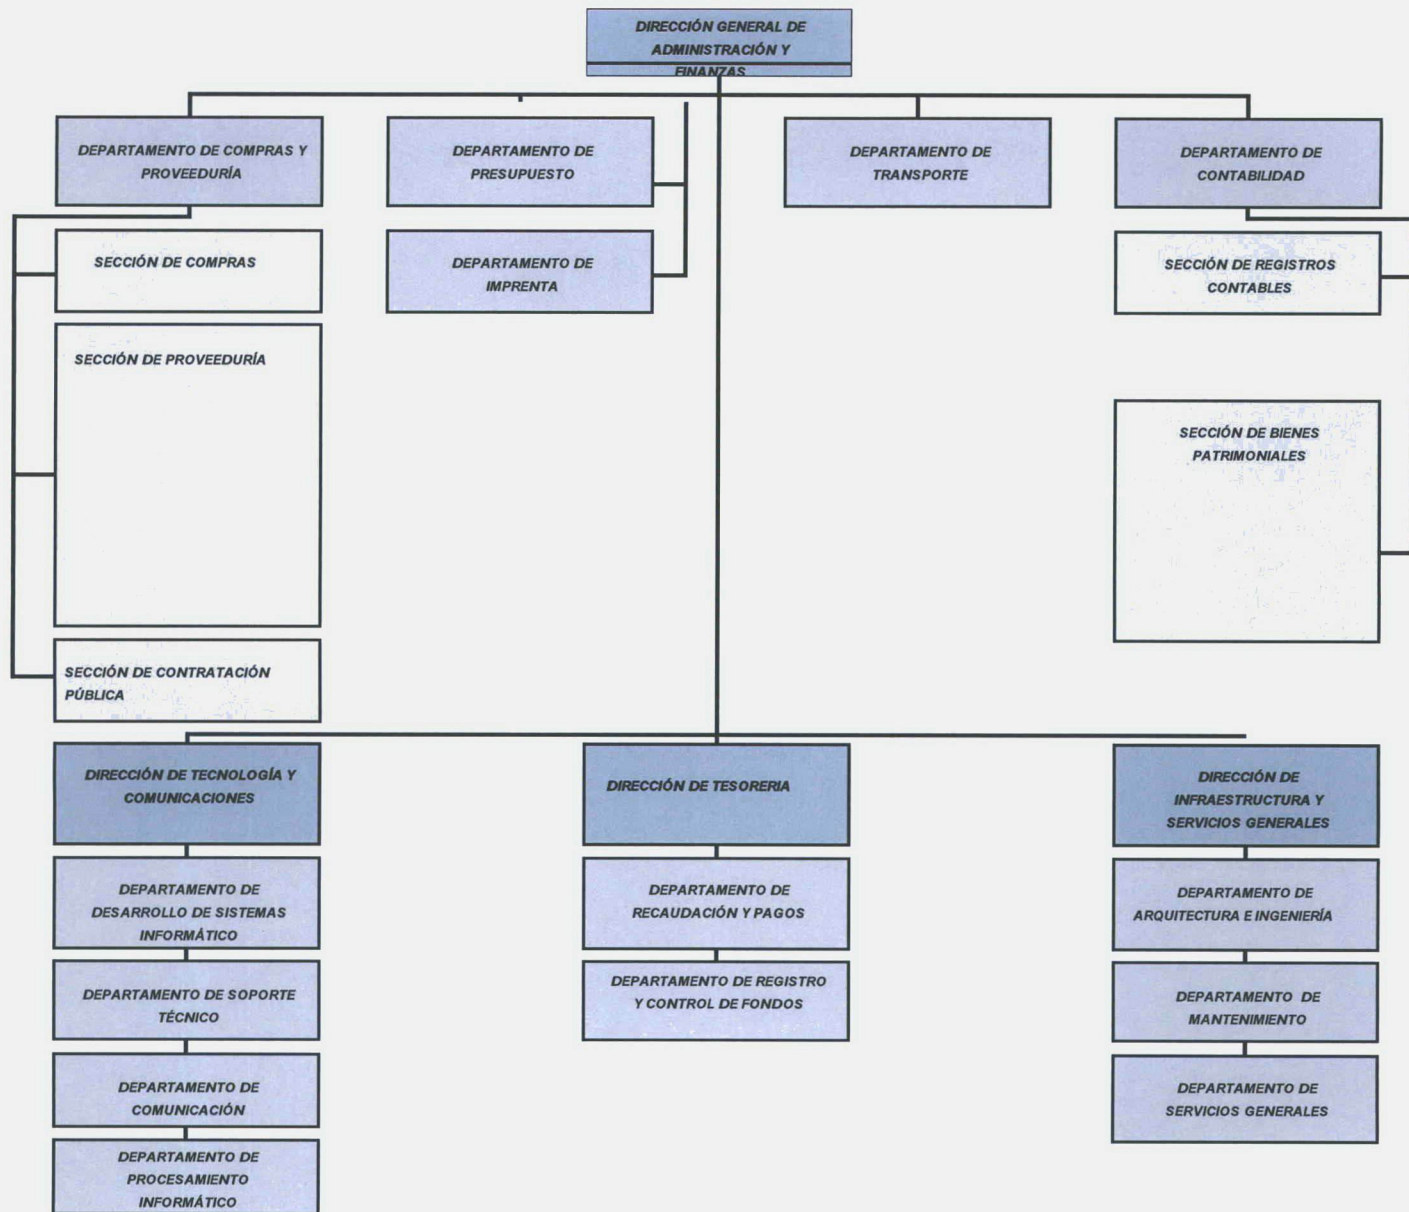 DIRECCIÓN GENERAL DE
ADMINISTRACIÓN Y
FINANZAS
DEPARTAMENTO DE COMPRAS Y
PROVEEDURÍA
DEPARTAMENTO DE
PRESUPUESTO
DEPARTAMENTO DE
TRANSPORTE
DEPARTAMENTO DE
CONTABILIDAD
SECCIÓN DE COMPRAS
DEPARTAMENTO DE
IMPRENTA
SECCIÓN DE REGISTROS
CONTABLES
SECCIÓN DE PROVEEDURÍA
SECCIÓN DE BIENES
PATRIMONIALES
SECCIÓN DE CONTRATACIÓN
PÚBLICA
DIRECCIÓN DE TECNOLOGÍA Y
COMUNICACIONES
DIRECCIÓN DE TESORERIA
DIRECCIÓN DE
INFRAESTRUCTURA Y
SERVICIOS GENERALES
DEPARTAMENTO DE
DESARROLLO DE SISTEMAS
INFORMÁTICO
DEPARTAMENTO DE
RECAUDACIÓN Y PAGOS
DEPARTAMENTO DE
ARQUITECTURA E INGENIERÍA
DEPARTAMENTO DE SOPORTE
TÉCNICO
DEPARTAMENTO DE REGISTRO
Y CONTROL DE FONDOS
DEPARTAMENTO DE
MANTENIMIENTO
DEPARTAMENTO DE
COMUNICACIÓN
DEPARTAMENTO DE
SERVICIOS GENERALES
DEPARTAMENTO DE
PROCESAMIENTO
INFORMÁTICO